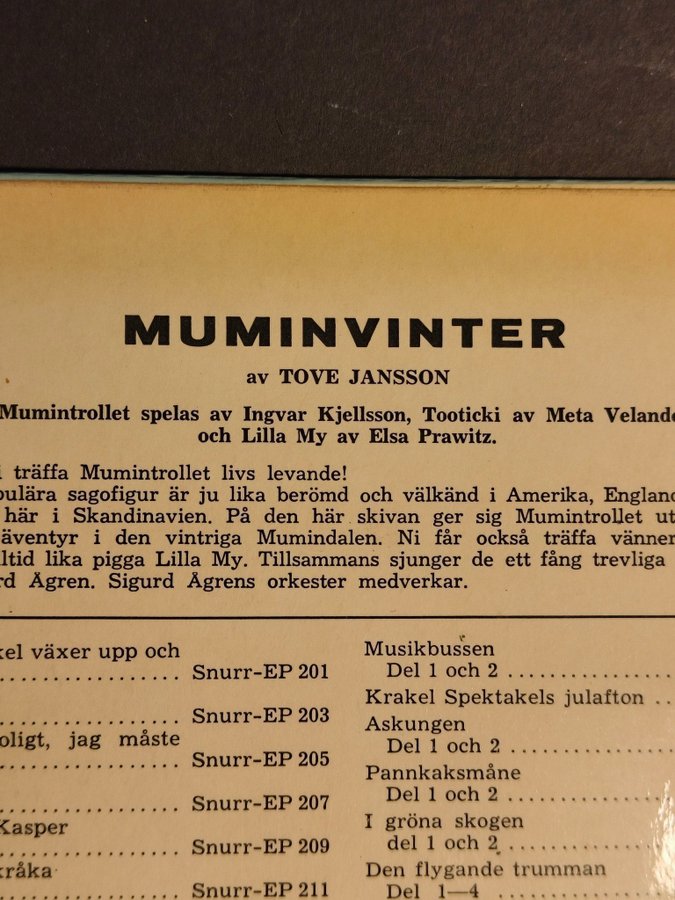 MUMINVINTER
av TOVE JANSSON
Mumintrollet spelas av Ingvar Kjellsson, Tooticki av Meta Velande
och Lilla My av Elsa Prawitz.
i träffa Mumintrollet livs levande!
pulära sagofigur är ju lika berömd och välkänd i Amerika, England
här i Skandinavien. På den här skivan ger sig Mumintrollet ut
äventyr i den vintriga Mumindalen. Ni får också träffa vänner
lltid lika pigga Lilla My. Tillsammans sjunger de ett fång trevliga
rd Ågren. Sigurd Ågrens orkester medverkar.
kel växer upp och
.................. Snurr-EP 201
.................. Snurr-EP 203
oligt, jag måste
.................. Snurr-EP 205
.................. Snurr-EP 207
Kasper
.................. Snurr-EP 209
kråka
.................. Snurr-EP 211
Musikbussen
Del 1 och 2 ................
Krakel Spektakels julafton ..
Askungen
Del 1 och 2 ................
Pannkaksmåne
Del 1 och 2 ................
I gröna skogen
del 1 och 2 ................
Den flygande trumman
Del 1—4 ................